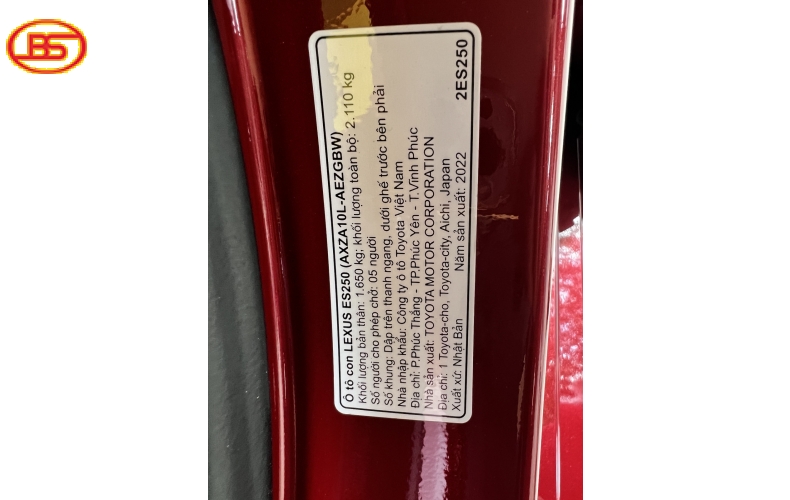 BS
Ô tô con LEXUS ES250 (AXZA10L-AEZGBW)
Khối lượng bản thân: 1.650 kg; khối lượng toàn bộ: 2.110 kg
Số người cho phép chở: 05 người
Số khung: Dập trên thanh ngang, dưới ghế trước bên phải
Nhà nhập khẩu: Công ty ô tô Toyota Việt Nam
Địa chỉ: P.Phúc Thắng - TP.Phúc Yên - T.Vĩnh Phúc
Nhà sản xuất: TOYOTA MOTOR CORPORATION
Địa chỉ: 1 Toyota-cho, Toyota-city, Aichi, Japan
Xuất xứ: Nhật Bản Năm sản xuất: 2022 2ES250